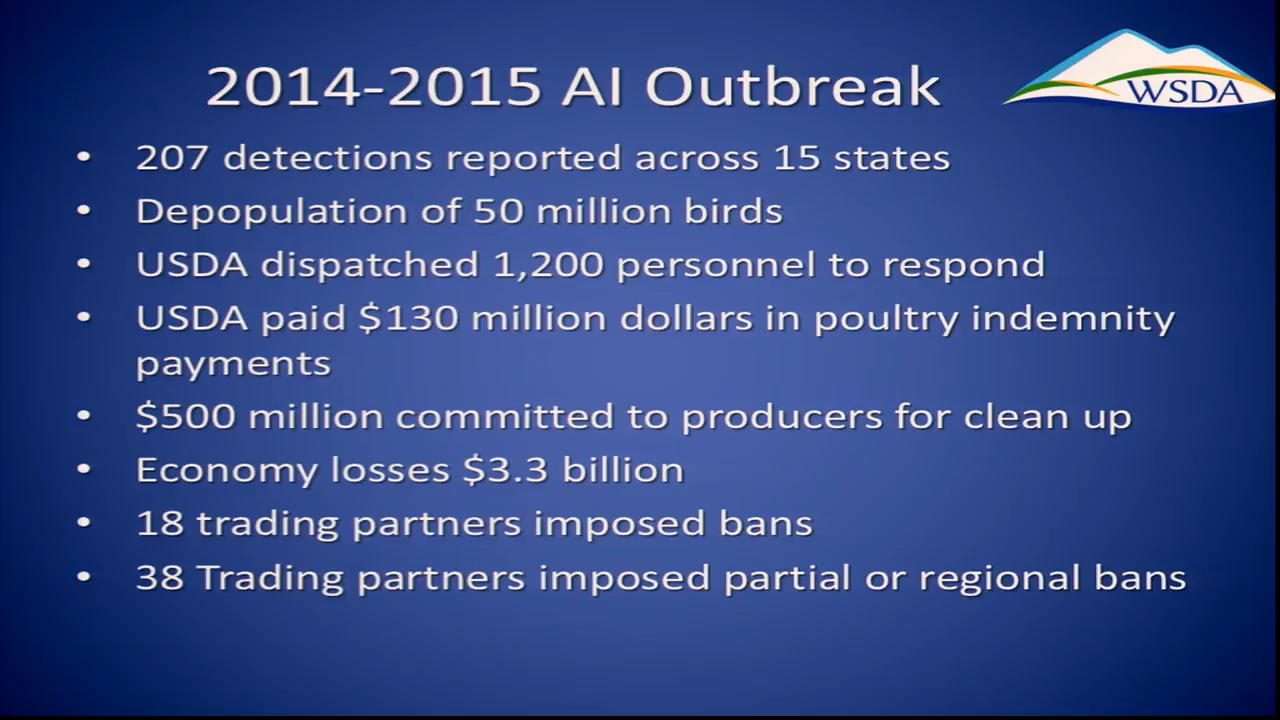 2014-2015 AI Outbreak
WSDA
• 207 detections reported across 15 states
• Depopulation of 50 million birds
• USDA dispatched 1,200 personnel to respond
• USDA paid $130 million dollars in poultry indemnity
payments
• $500 million committed to producers for clean up
• Economy losses $3.3 billion
• 18 trading partners imposed bans
• 38 Trading partners imposed partial or regional bans